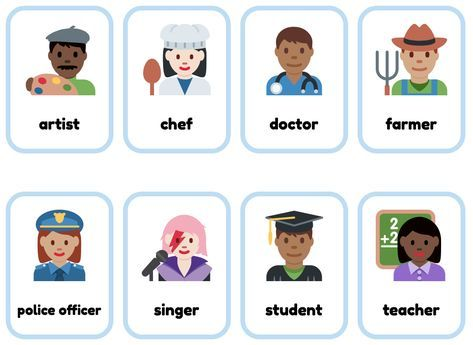 artist
chef
doctor
farmer
2
+2
police officer
singer
student
teacher